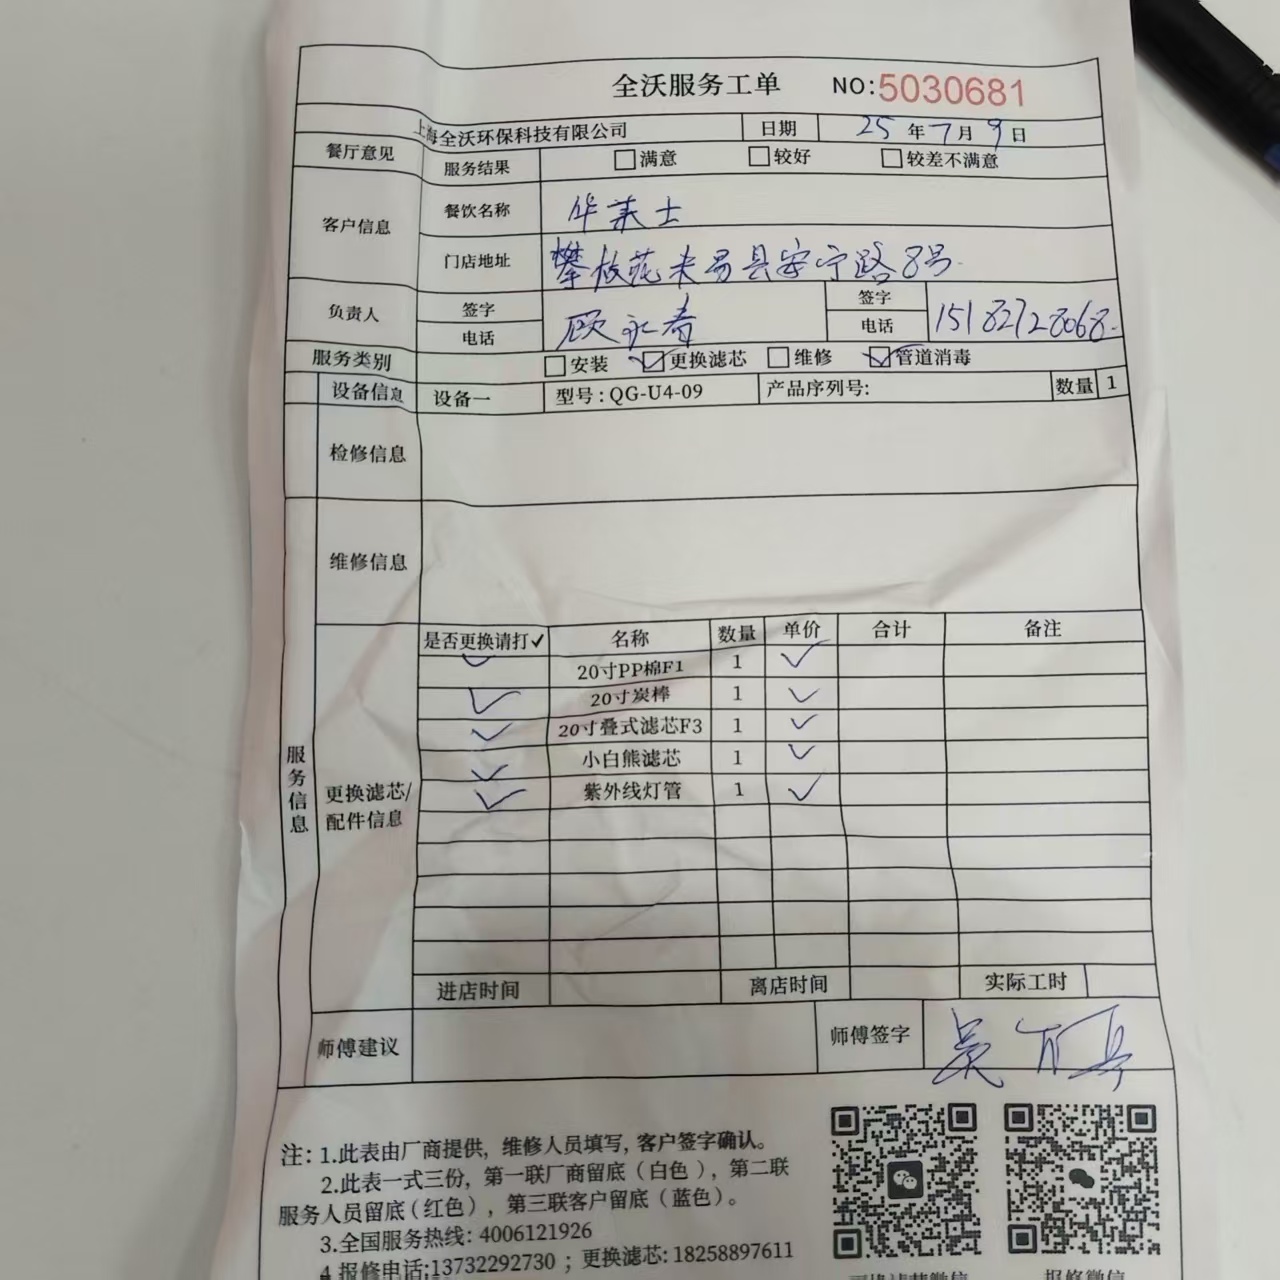 全沃服务工单 NO:5030681
上海全沃环保科技有限公司 日期 25年7月9日
餐厅意见 服务结果 □满意 □较好 □较差不满意
客户信息 餐饮名称 华莱士
门店地址 攀枝花米易县安宁路8号
负责人 签字 顾永春 签字
电话 电话 15182728068
服务类别 □安装 ☑更换滤芯 □维修 ☑管道消毒
设备信息 设备一 型号:QG-U4-09 产品序列号: 数量 1
检修信息
维修信息
服务信息
更换滤芯/
配件信息
是否更换请打✓ 名称 数量 单价 合计 备注
✓ 20寸PP棉F1 1 ✓
✓ 20寸炭棒 1 ✓
✓ 20寸叠式滤芯F3 1 ✓
✓ 小白熊滤芯 1 ✓
✓ 紫外线灯管 1 ✓
进店时间 离店时间 实际工时
师傅建议 师傅签字 吴
注:1.此表由厂商提供,维修人员填写,客户签字确认。
2.此表一式三份,第一联厂商留底(白色),第二联
服务人员留底(红色),第三联客户留底(蓝色)。
3.全国服务热线:4006121926
4.报修电话:13732292730;更换滤芯:18258897611
更换滤芯微信 报修微信